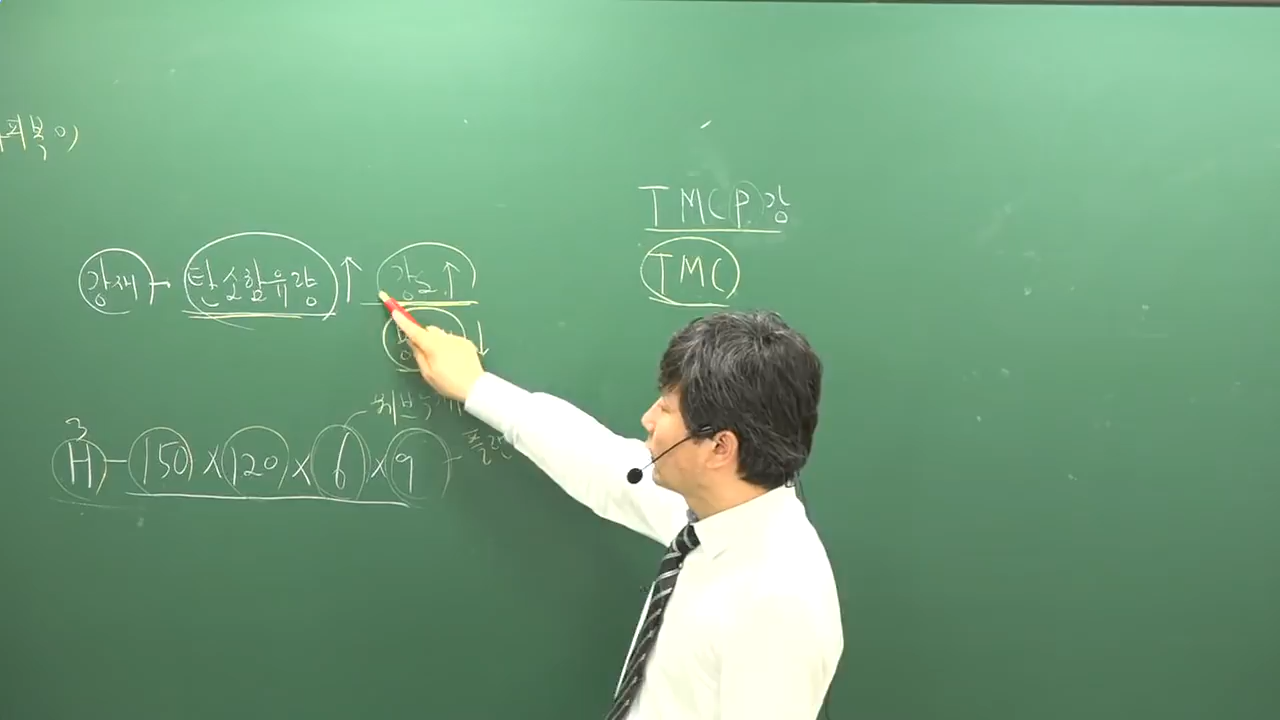 피복이)
TMCP강
TMC
강재 - 탄소함유량 ↑ 강도 ↑
↓
3
H - 150 x 120 x 6 x 9